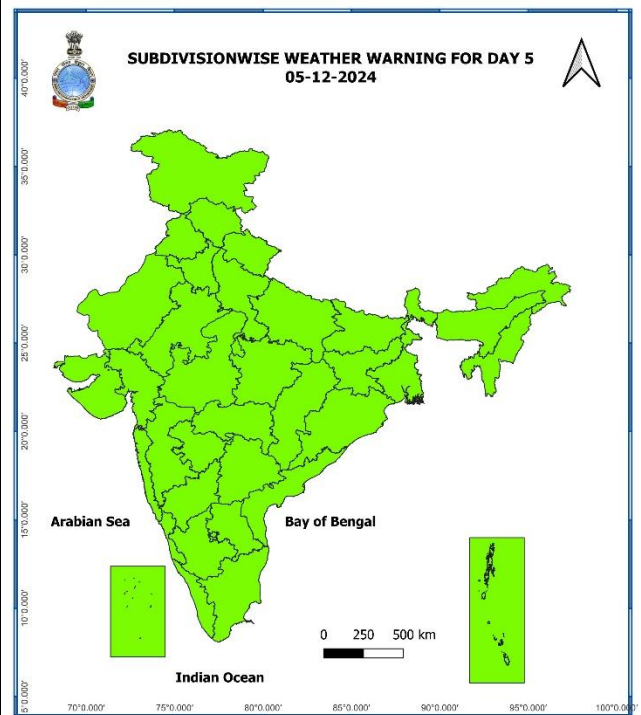 SUBDIVISIONWISE WEATHER WARNING FOR DAY 5
05-12-2024
40°0.000'
35°0.000'
30°0.000'
25°0.000'
20°0.000'
15°0.000'
10°0.000'
5°0.000'
Arabian Sea
Bay of Bengal
0 250 500 km
Indian Ocean
70°0.000' 75°0.000' 80°0.000' 85°0.000' 90°0.000' 95°0.000' 100°0.000'